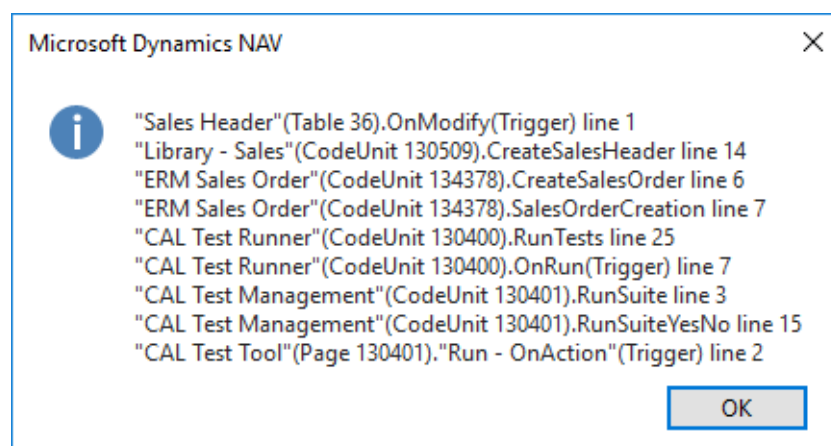 Microsoft Dynamics NAV
"Sales Header"(Table 36).OnModify(Trigger) line 1
"Library - Sales"(CodeUnit 130509).CreateSalesHeader line 14
"ERM Sales Order"(CodeUnit 134378).CreateSalesOrder line 6
"ERM Sales Order"(CodeUnit 134378).SalesOrderCreation line 7
"CAL Test Runner"(CodeUnit 130400).RunTests line 25
"CAL Test Runner"(CodeUnit 130400).OnRun(Trigger) line 7
"CAL Test Management"(CodeUnit 130401).RunSuite line 3
"CAL Test Management"(CodeUnit 130401).RunSuiteYesNo line 15
"CAL Test Tool"(Page 130401)."Run - OnAction"(Trigger) line 2
OK